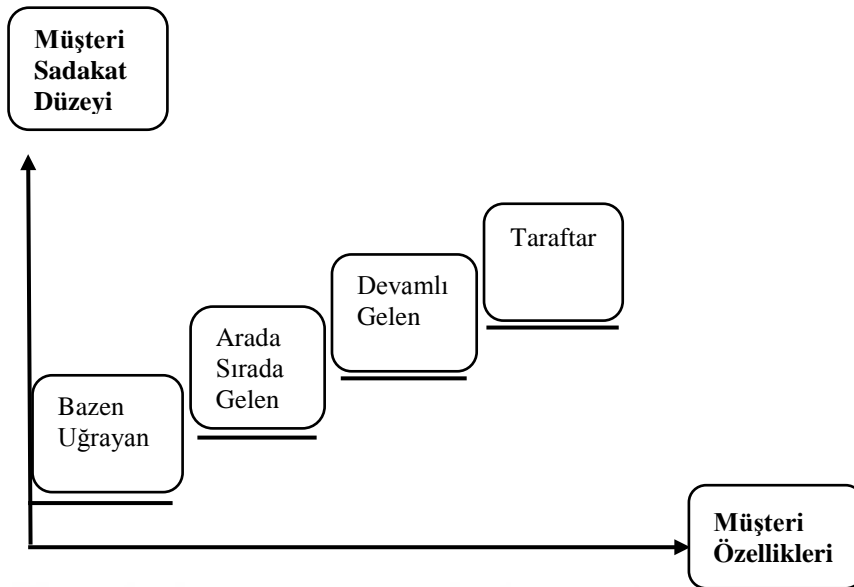 Müşteri
Sadakat
Düzeyi
Taraftar
Devamlı
Gelen
Arada
Sırada
Gelen
Bazen
Uğrayan
Müşteri
Özellikleri